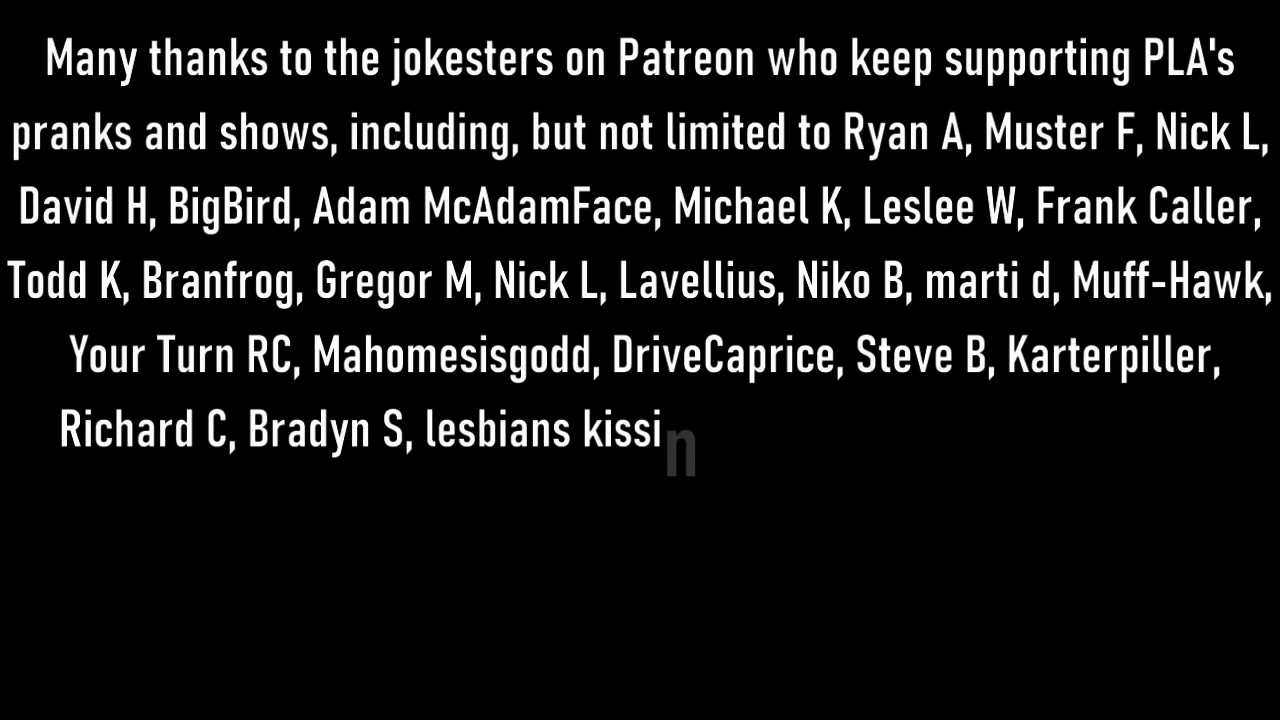 Many thanks to the jokesters on Patreon who keep supporting PLA's
pranks and shows, including, but not limited to Ryan A, Muster F, Nick L,
David H, BigBird, Adam McAdamFace, Michael K, Leslee W, Frank Caller,
Todd K, Branfrog, Gregor M, Nick L, Lavellius, Niko B, marti d, Muff-Hawk,
Your Turn RC, Mahomesisgodd, DriveCaprice, Steve B, Karterpiller,
Richard C, Bradyn S, lesbians kissin